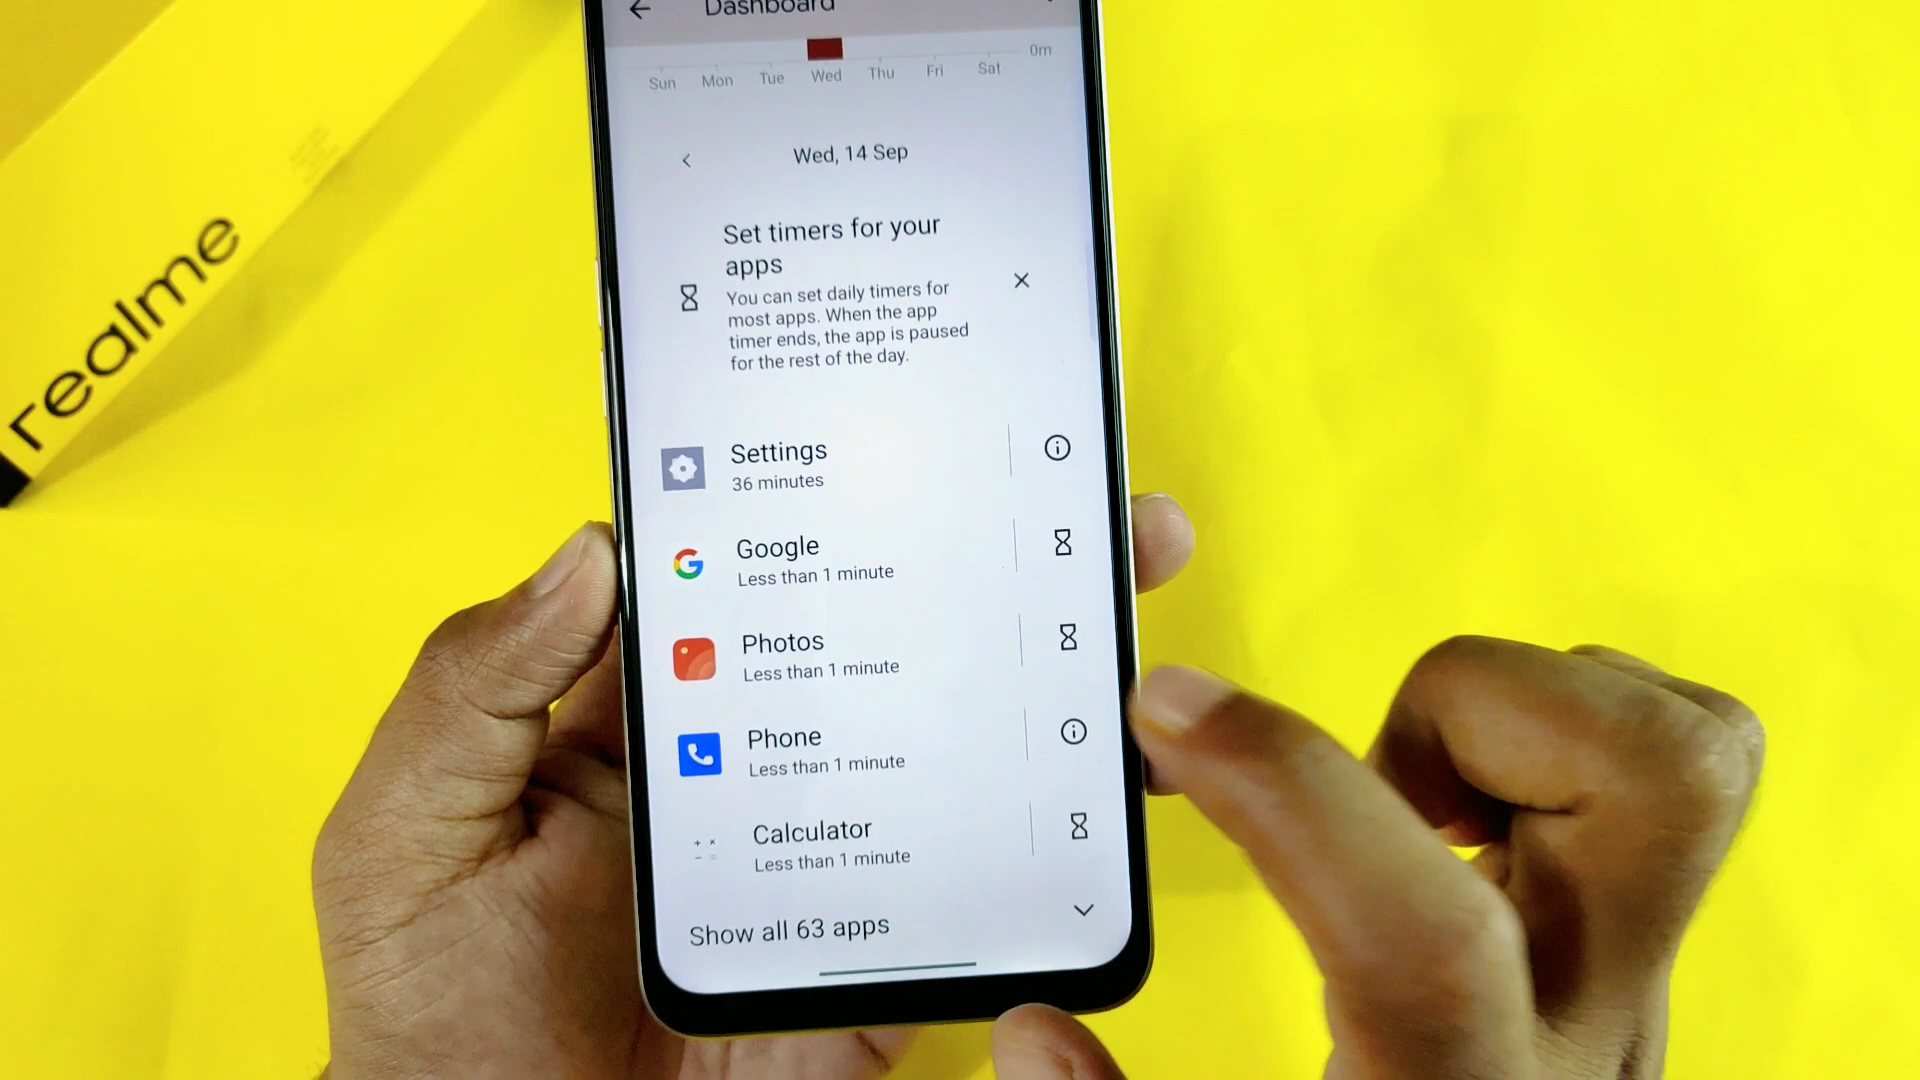 Dashboard
0m
Sun Mon Tue Wed Thu Fri Sat
Wed, 14 Sep
realme
Set timers for your
apps
You can set daily timers for
most apps. When the app
timer ends, the app is paused
for the rest of the day.
Settings
36 minutes
Google
Less than 1 minute
Photos
Less than 1 minute
Phone
Less than 1 minute
Calculator
Less than 1 minute
Show all 63 apps